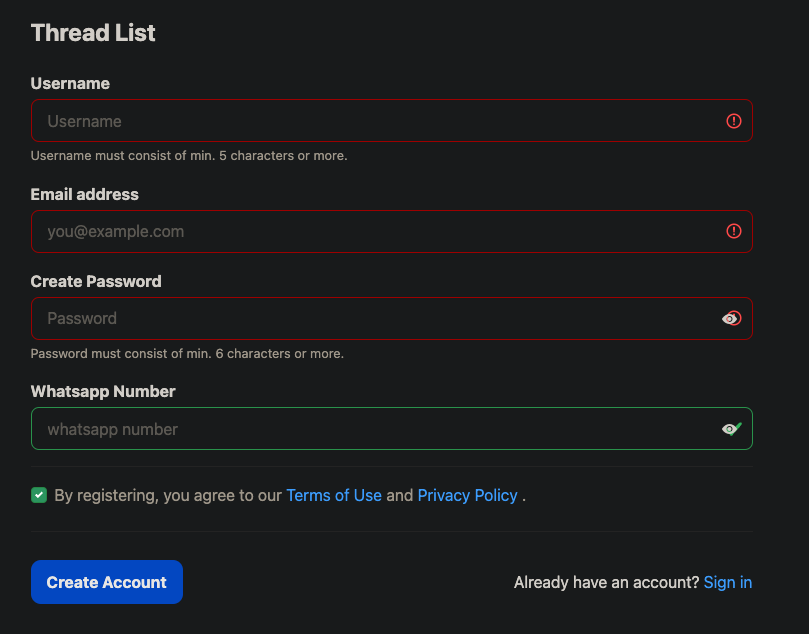 Thread List
Username
Username
Username must consist of min. 5 characters or more.
Email address
you@example.com
Create Password
Password
Password must consist of min. 6 characters or more.
Whatsapp Number
whatsapp number
By registering, you agree to our Terms of Use and Privacy Policy .
Create Account
Already have an account? Sign in